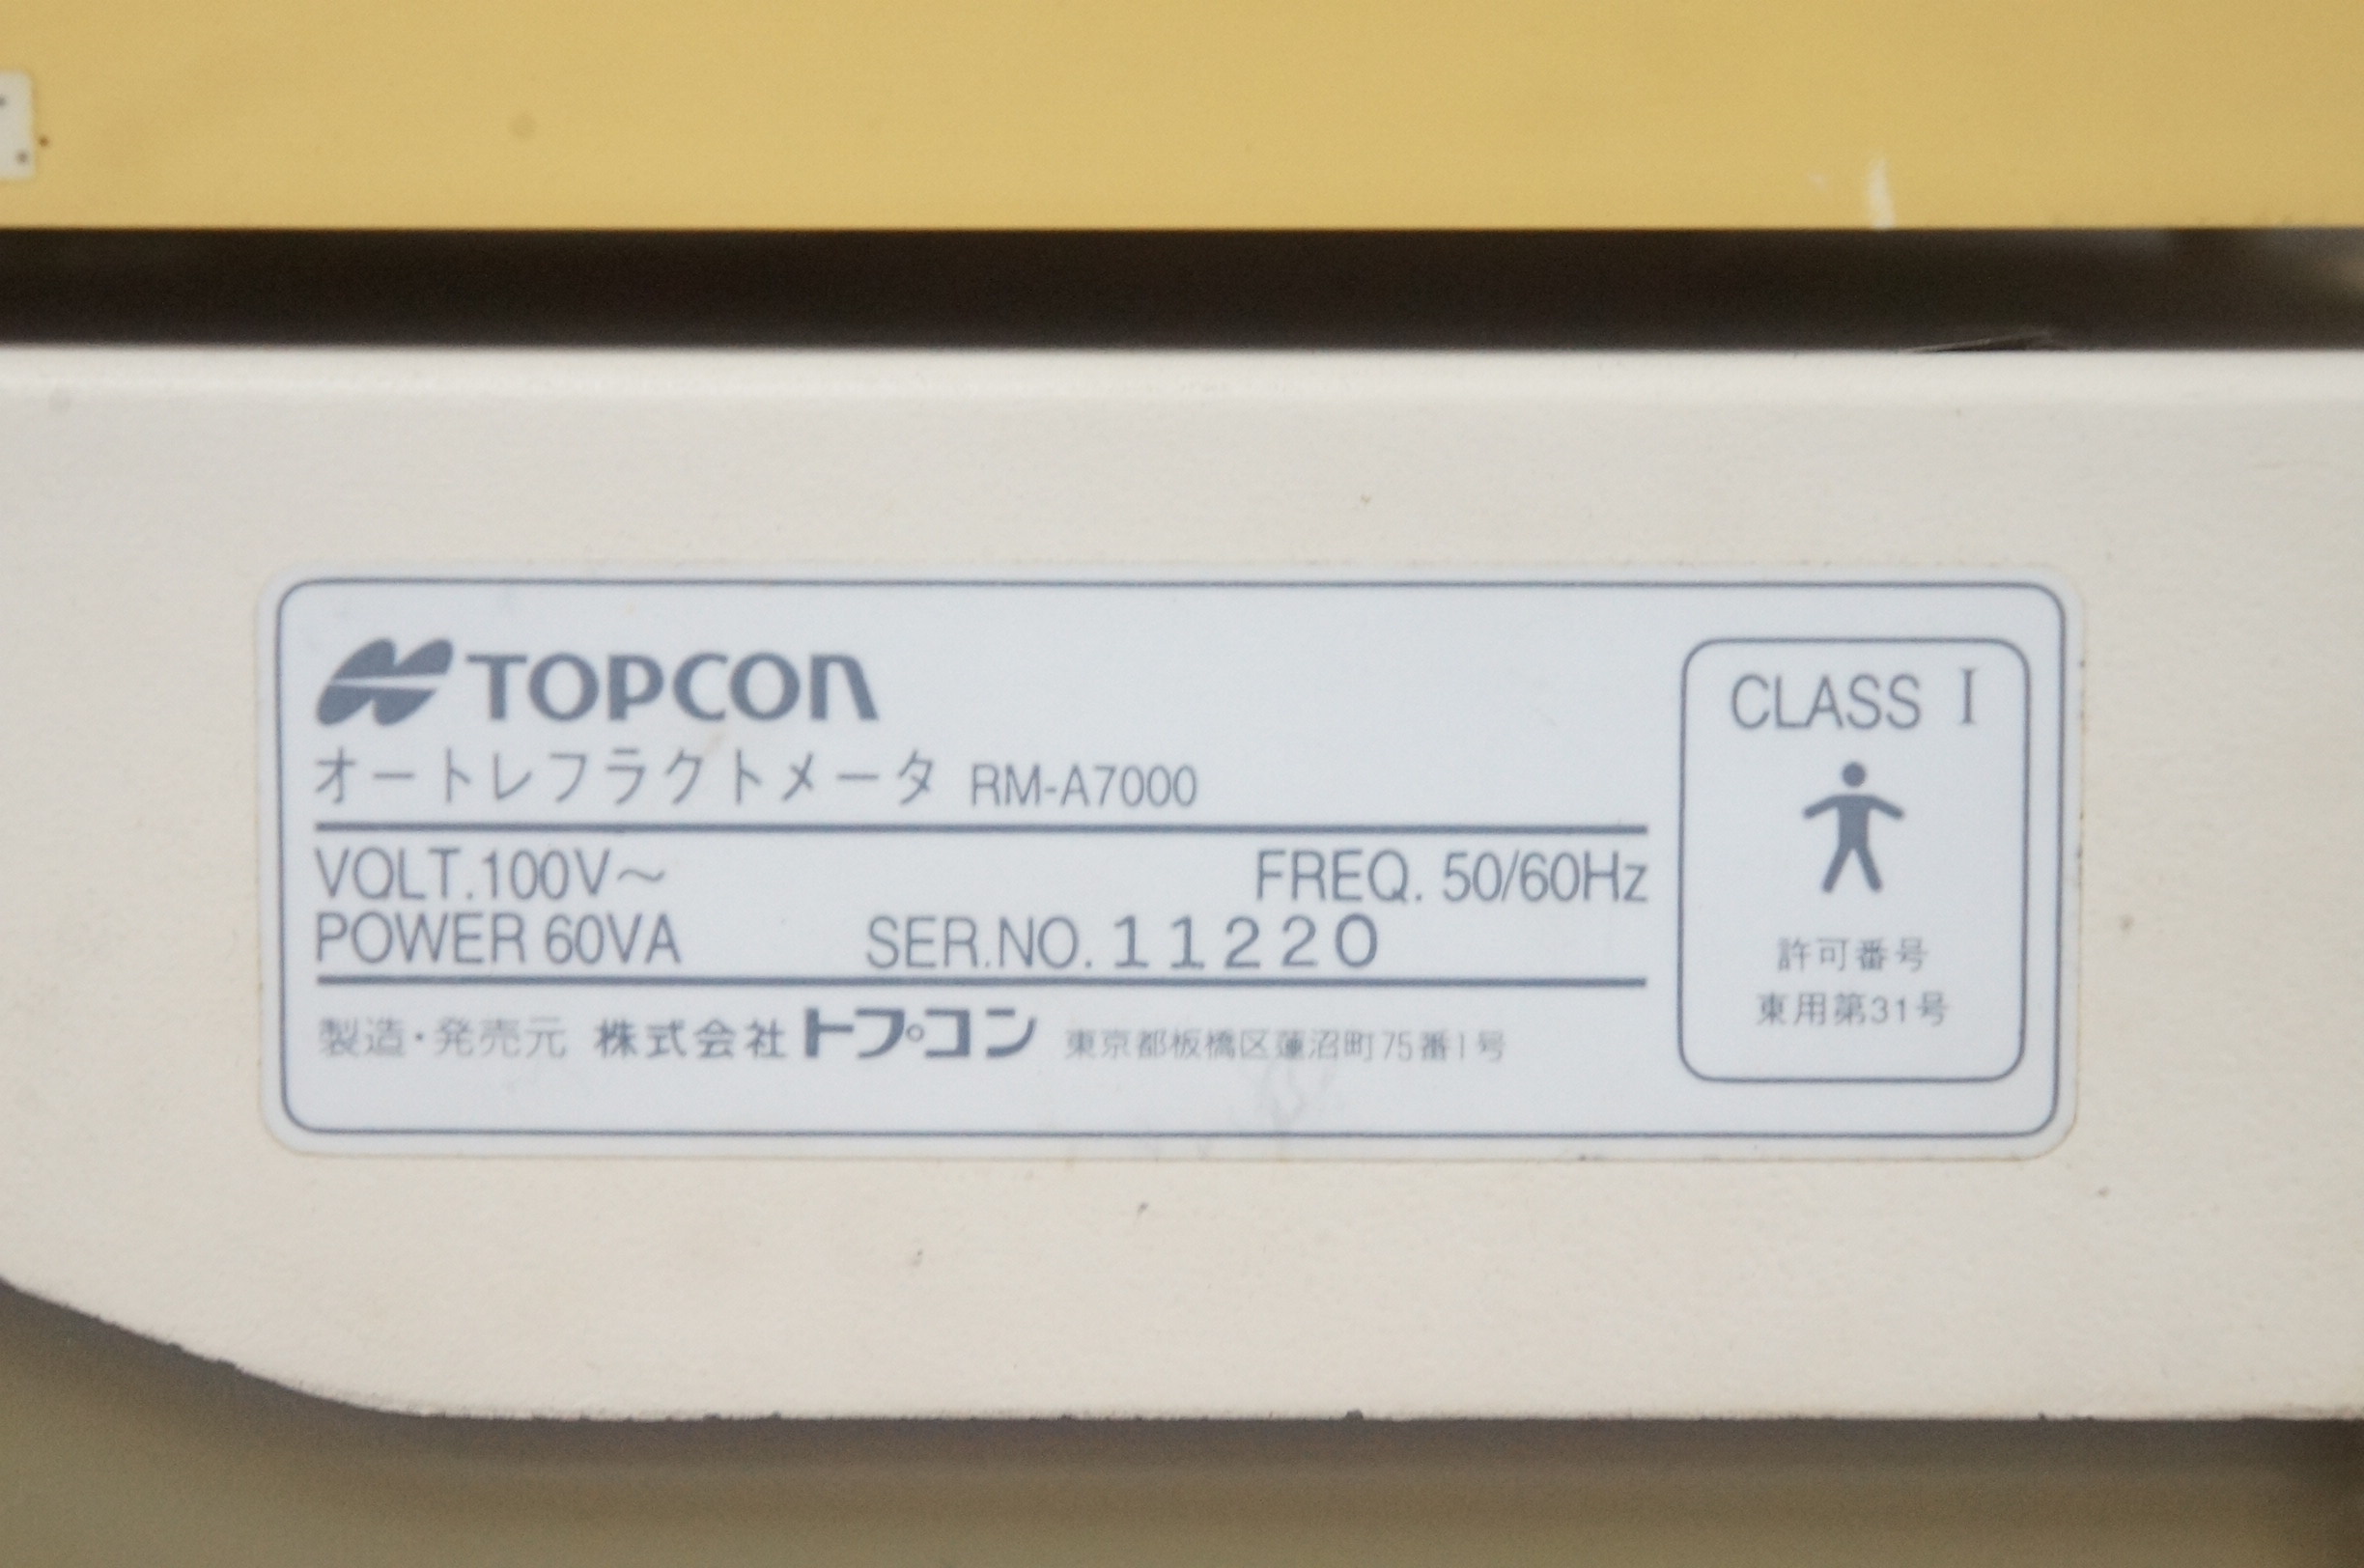 TOPCON
オートレフラクトメータ RM-A7000
VOLT.100V～ FREQ. 50/60Hz
POWER 60VA SER.NO. 11220
製造・発売元 株式会社トプコン 東京都板橋区蓮沼町75番1号
CLASS I
許可番号
東用第31号